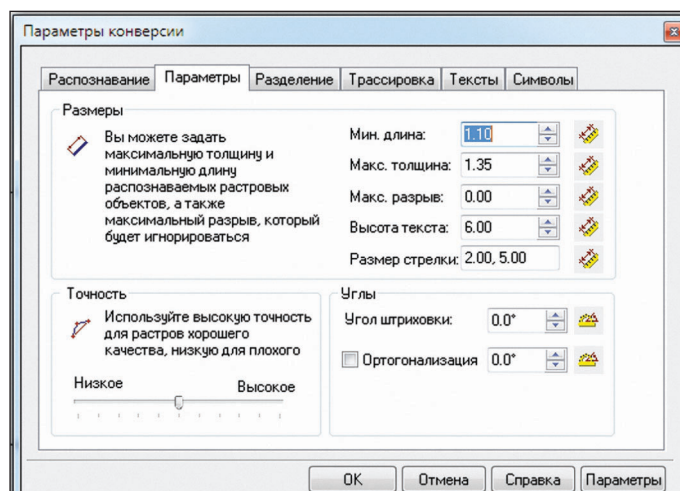 Параметры конверсии
Распознавание Параметры Разделение Трассировка Тексты Символы
Размеры
Вы можете задать
максимальную толщину и
минимальную длину
распознаваемых растровых
объектов, а также
максимальный разрыв, который
будет игнорироваться
Мин. длина: 1.10
Макс. толщина: 1.35
Макс. разрыв: 0.00
Высота текста: 6.00
Размер стрелки: 2.00, 5.00
Точность
Используйте высокую точность
для растров хорошего
качества, низкую для плохого
Низкое Высокое
Углы
Угол штриховки: 0.0°
Ортогонализация 0.0°
ОК Отмена Справка Параметры